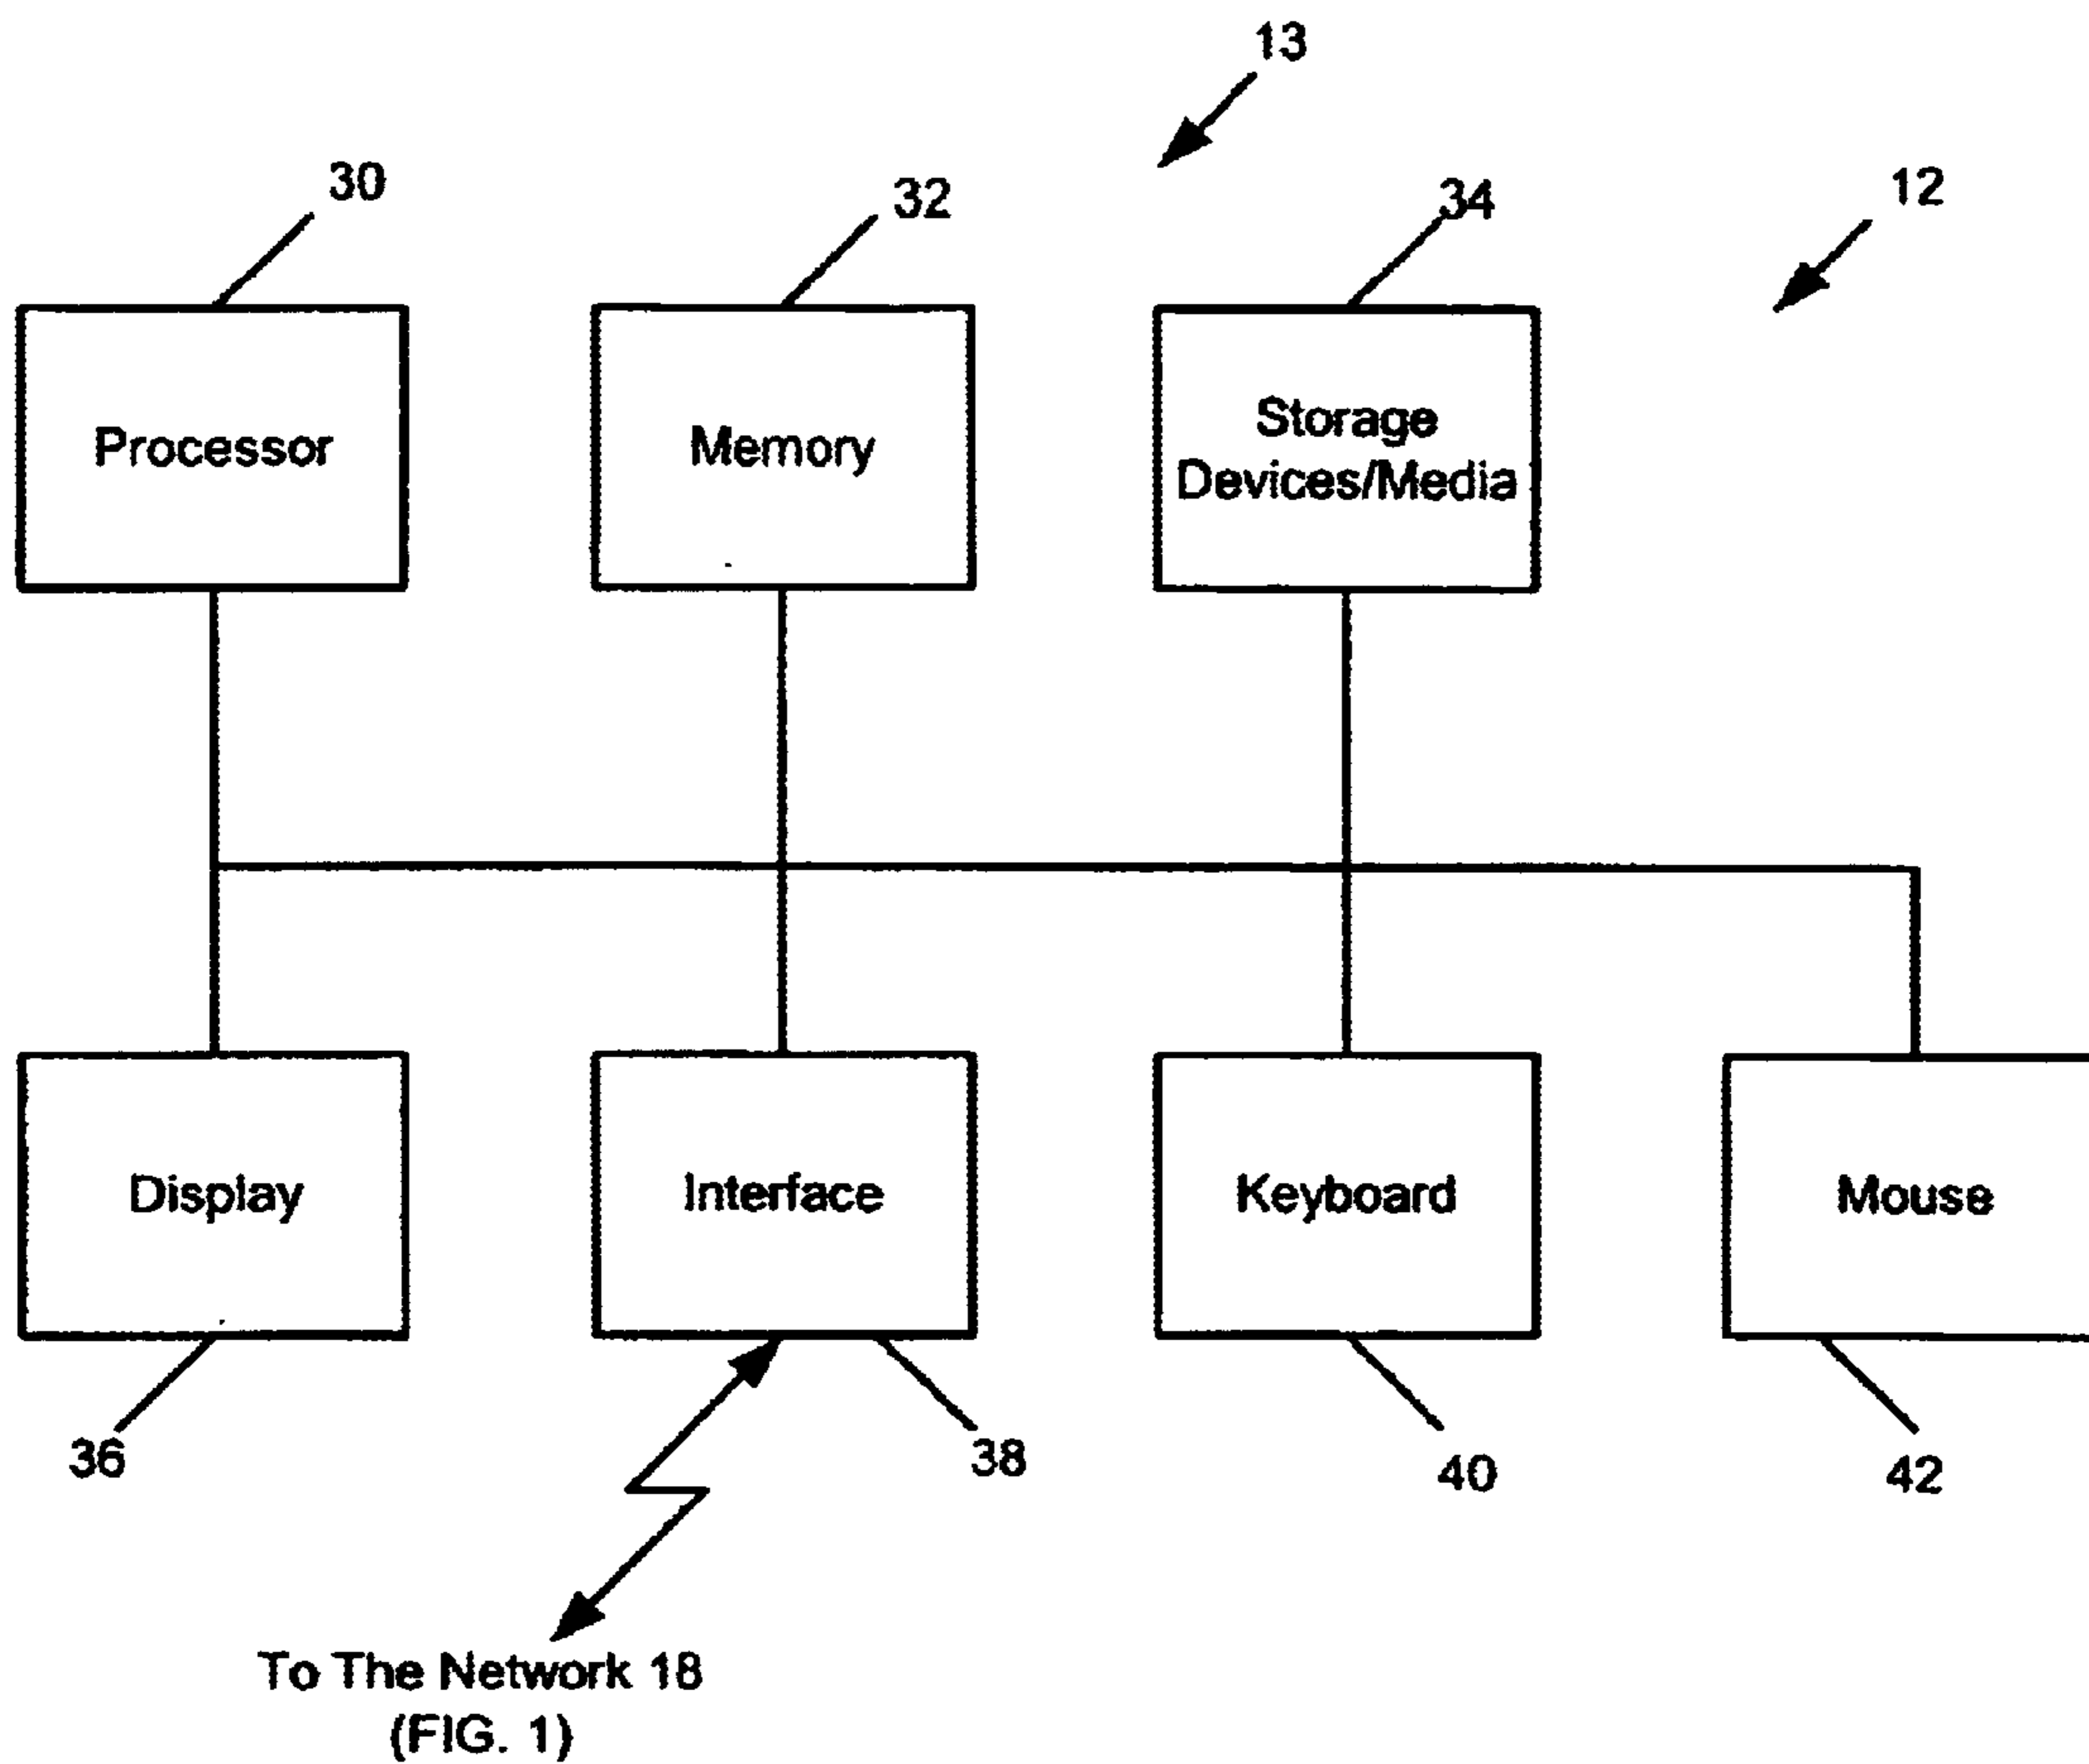 13
30
32
34
12
Processor
Memory
Storage
Devices/Media
Display
Interface
Keyboard
Mouse
36
38
40
42
To The Network 18
(FIG. 1)